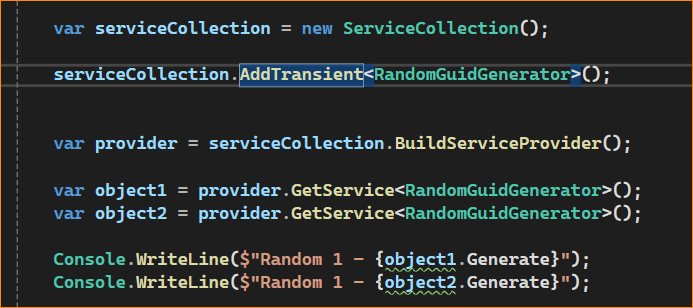 var serviceCollection = new ServiceCollection();
serviceCollection.AddTransient<RandomGuidGenerator>();
var provider = serviceCollection.BuildServiceProvider();
var object1 = provider.GetService<RandomGuidGenerator>();
var object2 = provider.GetService<RandomGuidGenerator>();
Console.WriteLine($"Random 1 - {object1.Generate}");
Console.WriteLine($"Random 1 - {object2.Generate}");